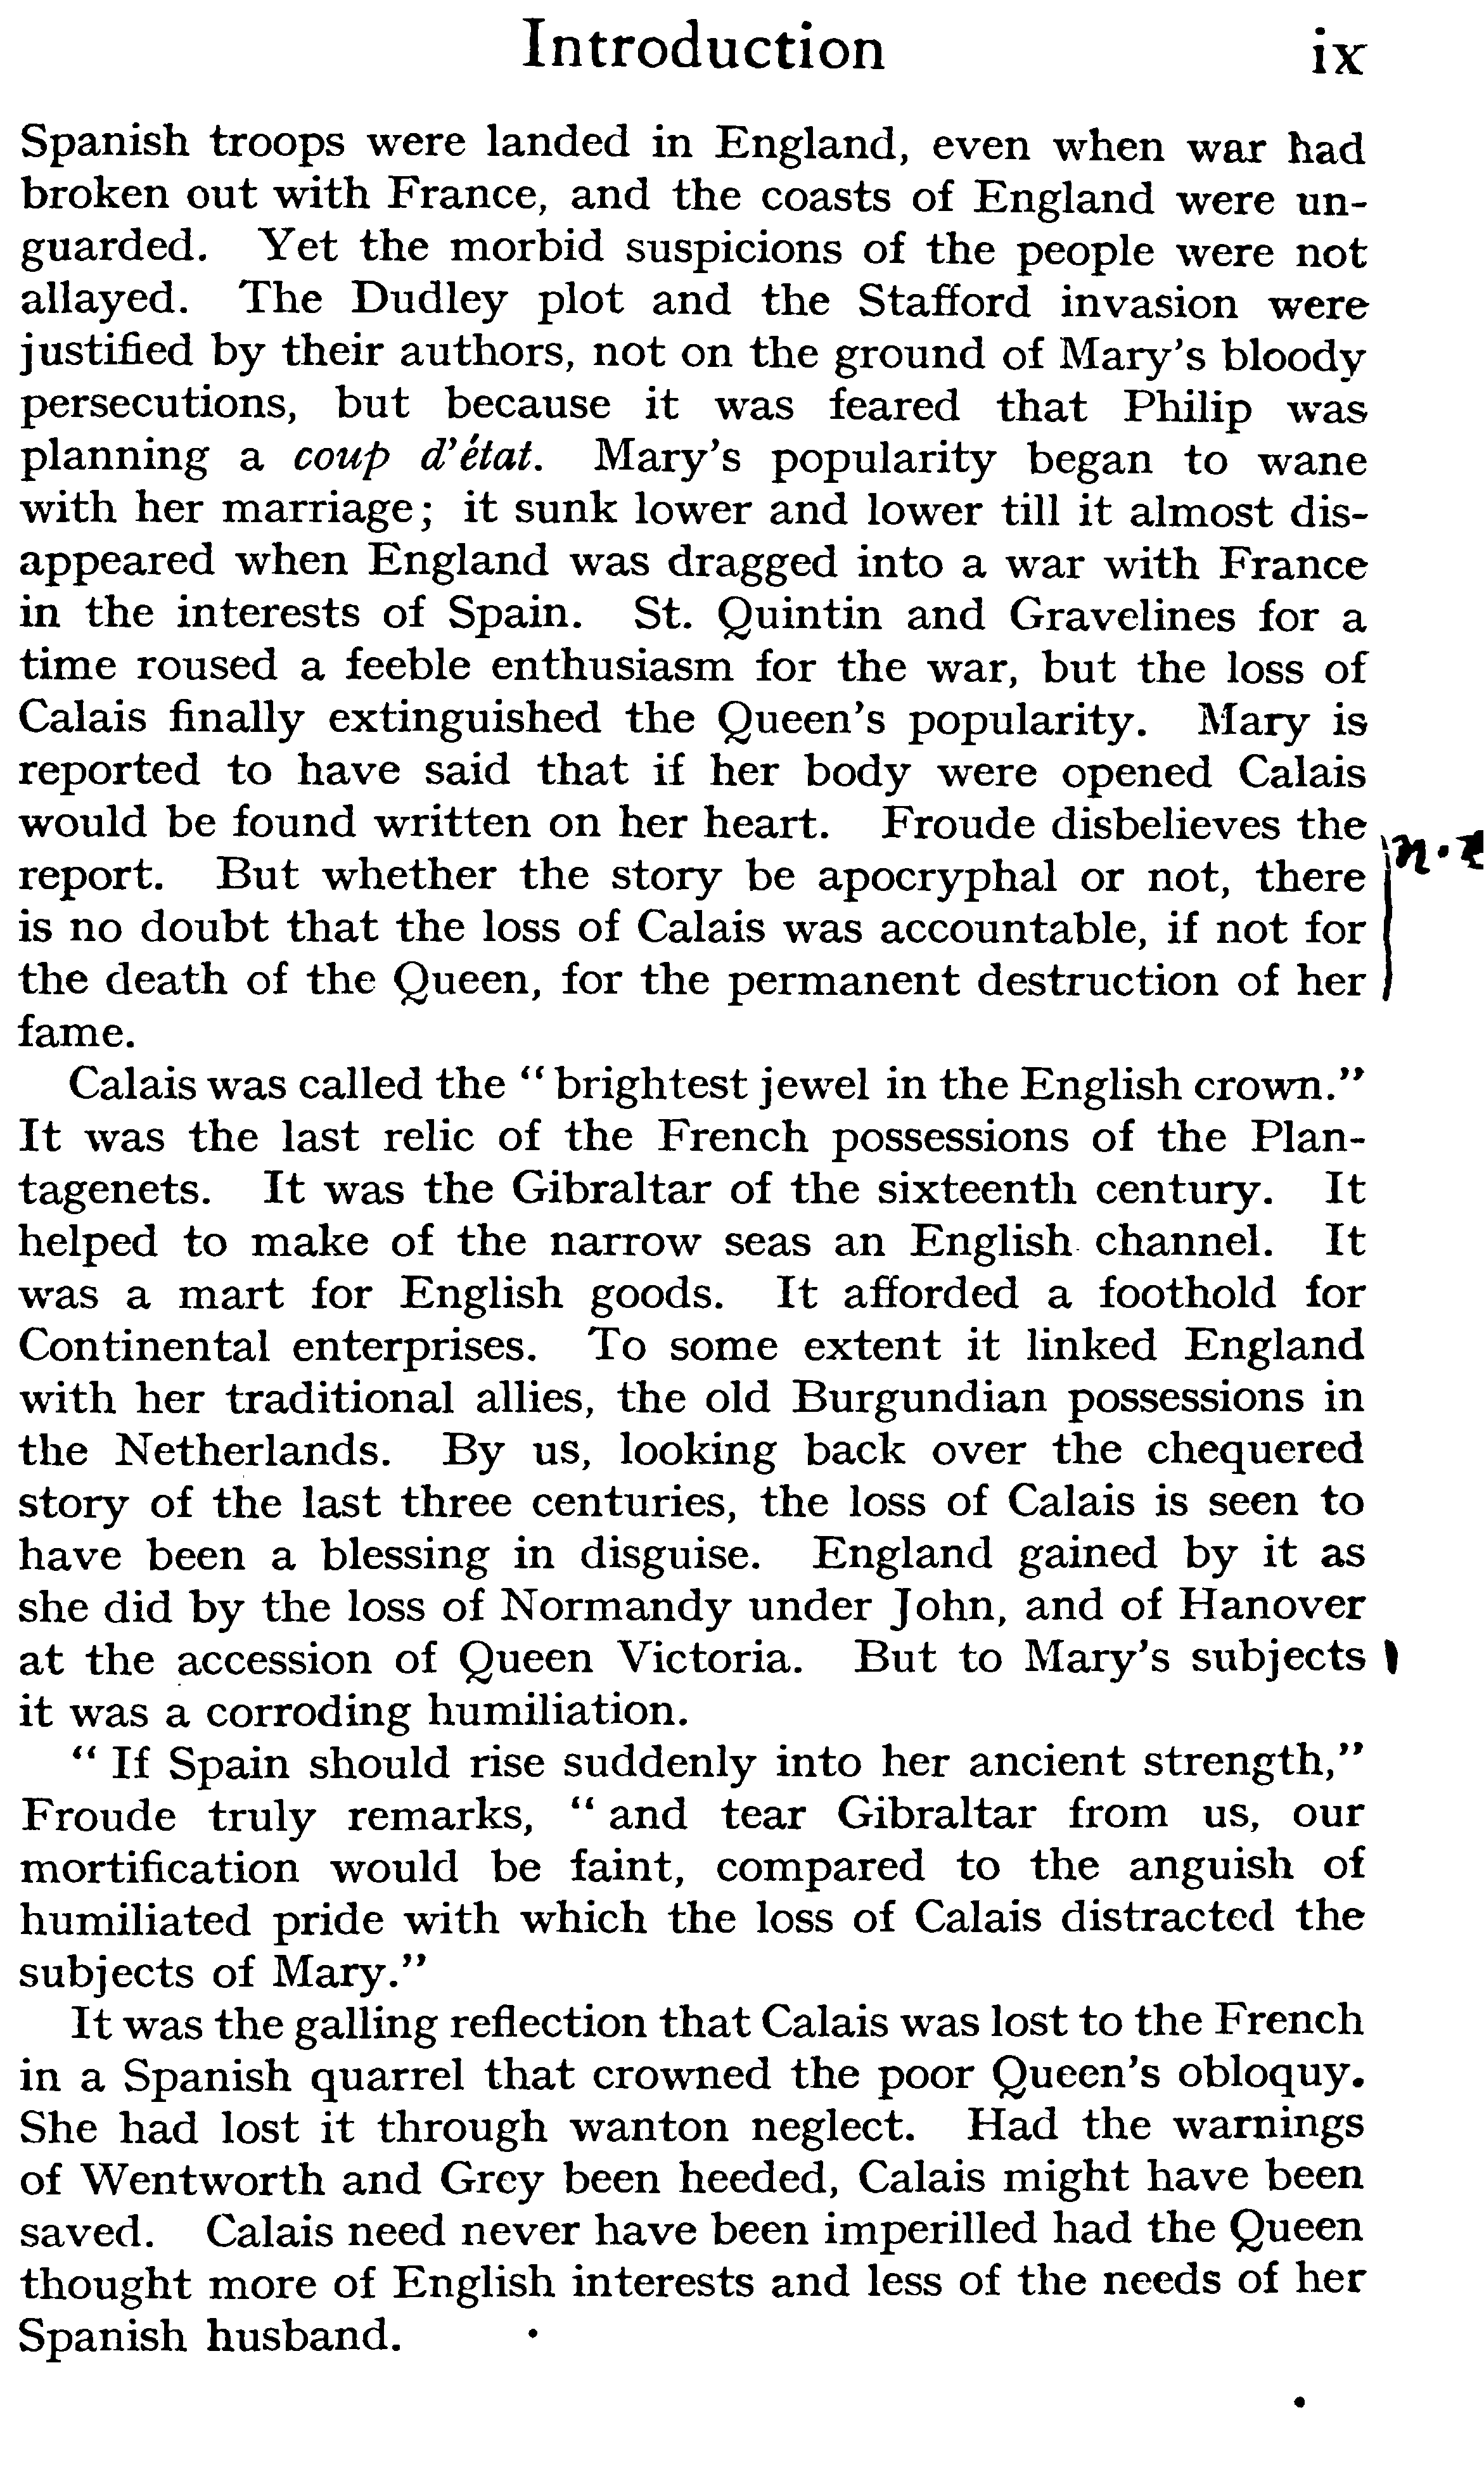 Introduction ix
Spanish troops were landed in England, even when war had
broken out with France, and the coasts of England were un-
guarded. Yet the morbid suspicions of the people were not
allayed. The Dudley plot and the Stafford invasion were
justified by their authors, not on the ground of Mary's bloody
persecutions, but because it was feared that Philip was
planning a coup d'état. Mary's popularity began to wane
with her marriage; it sunk lower and lower till it almost dis-
appeared when England was dragged into a war with France
in the interests of Spain. St. Quintin and Gravelines for a
time roused a feeble enthusiasm for the war, but the loss of
Calais finally extinguished the Queen's popularity. Mary is
reported to have said that if her body were opened Calais
would be found written on her heart. Froude disbelieves the
report. But whether the story be apocryphal or not, there
is no doubt that the loss of Calais was accountable, if not for
the death of the Queen, for the permanent destruction of her
fame.
Calais was called the "brightest jewel in the English crown."
It was the last relic of the French possessions of the Plan-
tagenets. It was the Gibraltar of the sixteenth century. It
helped to make of the narrow seas an English channel. It
was a mart for English goods. It afforded a foothold for
Continental enterprises. To some extent it linked England
with her traditional allies, the old Burgundian possessions in
the Netherlands. By us, looking back over the chequered
story of the last three centuries, the loss of Calais is seen to
have been a blessing in disguise. England gained by it as
she did by the loss of Normandy under John, and of Hanover
at the accession of Queen Victoria. But to Mary's subjects
it was a corroding humiliation.
"If Spain should rise suddenly into her ancient strength,"
Froude truly remarks, "and tear Gibraltar from us, our
mortification would be faint, compared to the anguish of
humiliated pride with which the loss of Calais distracted the
subjects of Mary."
It was the galling reflection that Calais was lost to the French
in a Spanish quarrel that crowned the poor Queen's obloquy.
She had lost it through wanton neglect. Had the warnings
of Wentworth and Grey been heeded, Calais might have been
saved. Calais need never have been imperilled had the Queen
thought more of English interests and less of the needs of her
Spanish husband.